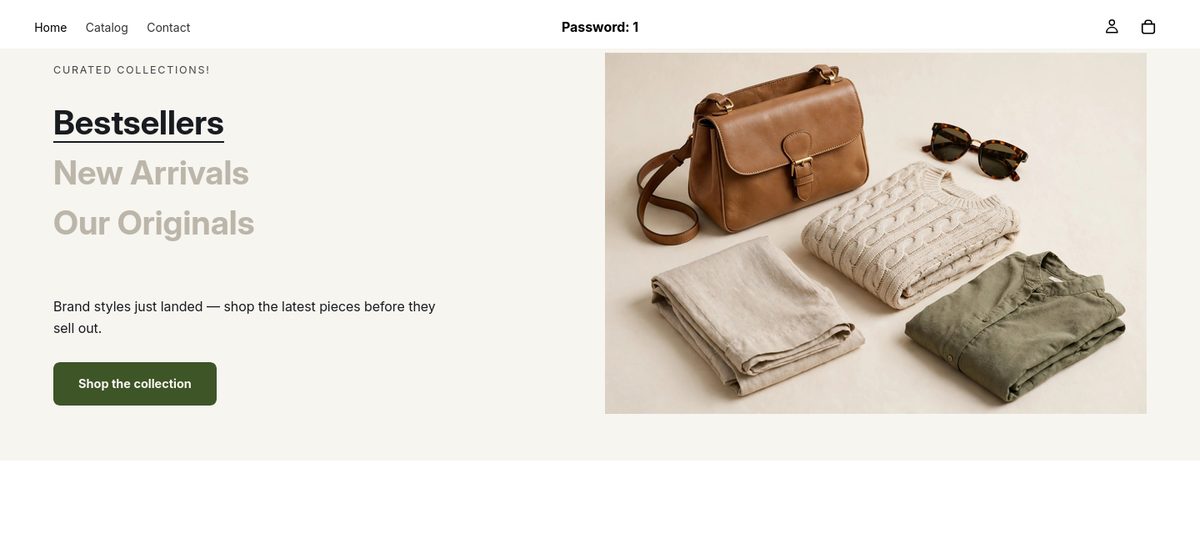 Home Catalog Contact
Password: 1
CURATED COLLECTIONS!
Bestsellers
New Arrivals
Our Originals
Brand styles just landed — shop the latest pieces before they
sell out.
Shop the collection